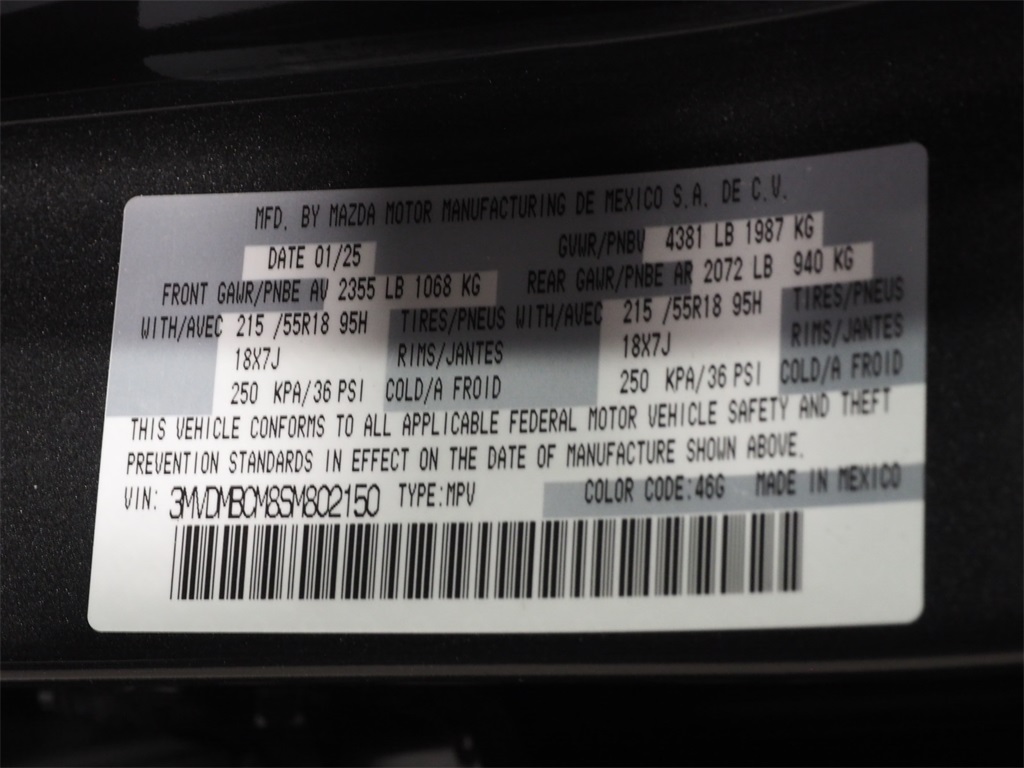 MFD. BY MAZDA MOTOR MANUFACTURING DE MEXICO S.A. DE C.V.
DATE 01/25 GVWR/PNBV 4381 LB 1987 KG
FRONT GAWR/PNBE AV 2355 LB 1068 KG REAR GAWR/PNBE AR 2072 LB 940 KG
WITH/AVEC 215 /55R18 95H TIRES/PNEUS WITH/AVEC 215 /55R18 95H TIRES/PNEUS
18X7J RIMS/JANTES 18X7J RIMS/JANTES
250 KPA/36 PSI COLD/A FROID 250 KPA/36 PSI COLD/A FROID
THIS VEHICLE CONFORMS TO ALL APPLICABLE FEDERAL MOTOR VEHICLE SAFETY AND THEFT
PREVENTION STANDARDS IN EFFECT ON THE DATE OF MANUFACTURE SHOWN ABOVE.
VIN: 3MVDMBCM8SM802150 TYPE:MPV COLOR CODE:46G MADE IN MEXICO